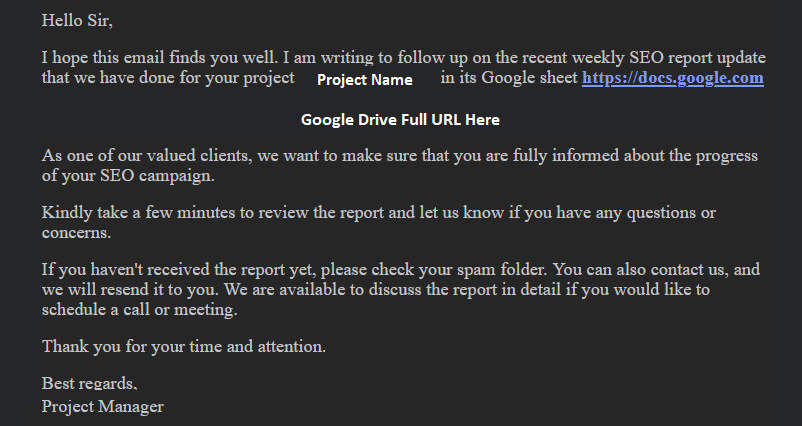 Hello Sir,
I hope this email finds you well. I am writing to follow up on the recent weekly SEO report update
that we have done for your project Project Name in its Google sheet https://docs.google.com
Google Drive Full URL Here
As one of our valued clients, we want to make sure that you are fully informed about the progress
of your SEO campaign.
Kindly take a few minutes to review the report and let us know if you have any questions or
concerns.
If you haven't received the report yet, please check your spam folder. You can also contact us, and
we will resend it to you. We are available to discuss the report in detail if you would like to
schedule a call or meeting.
Thank you for your time and attention.
Best regards,
Project Manager